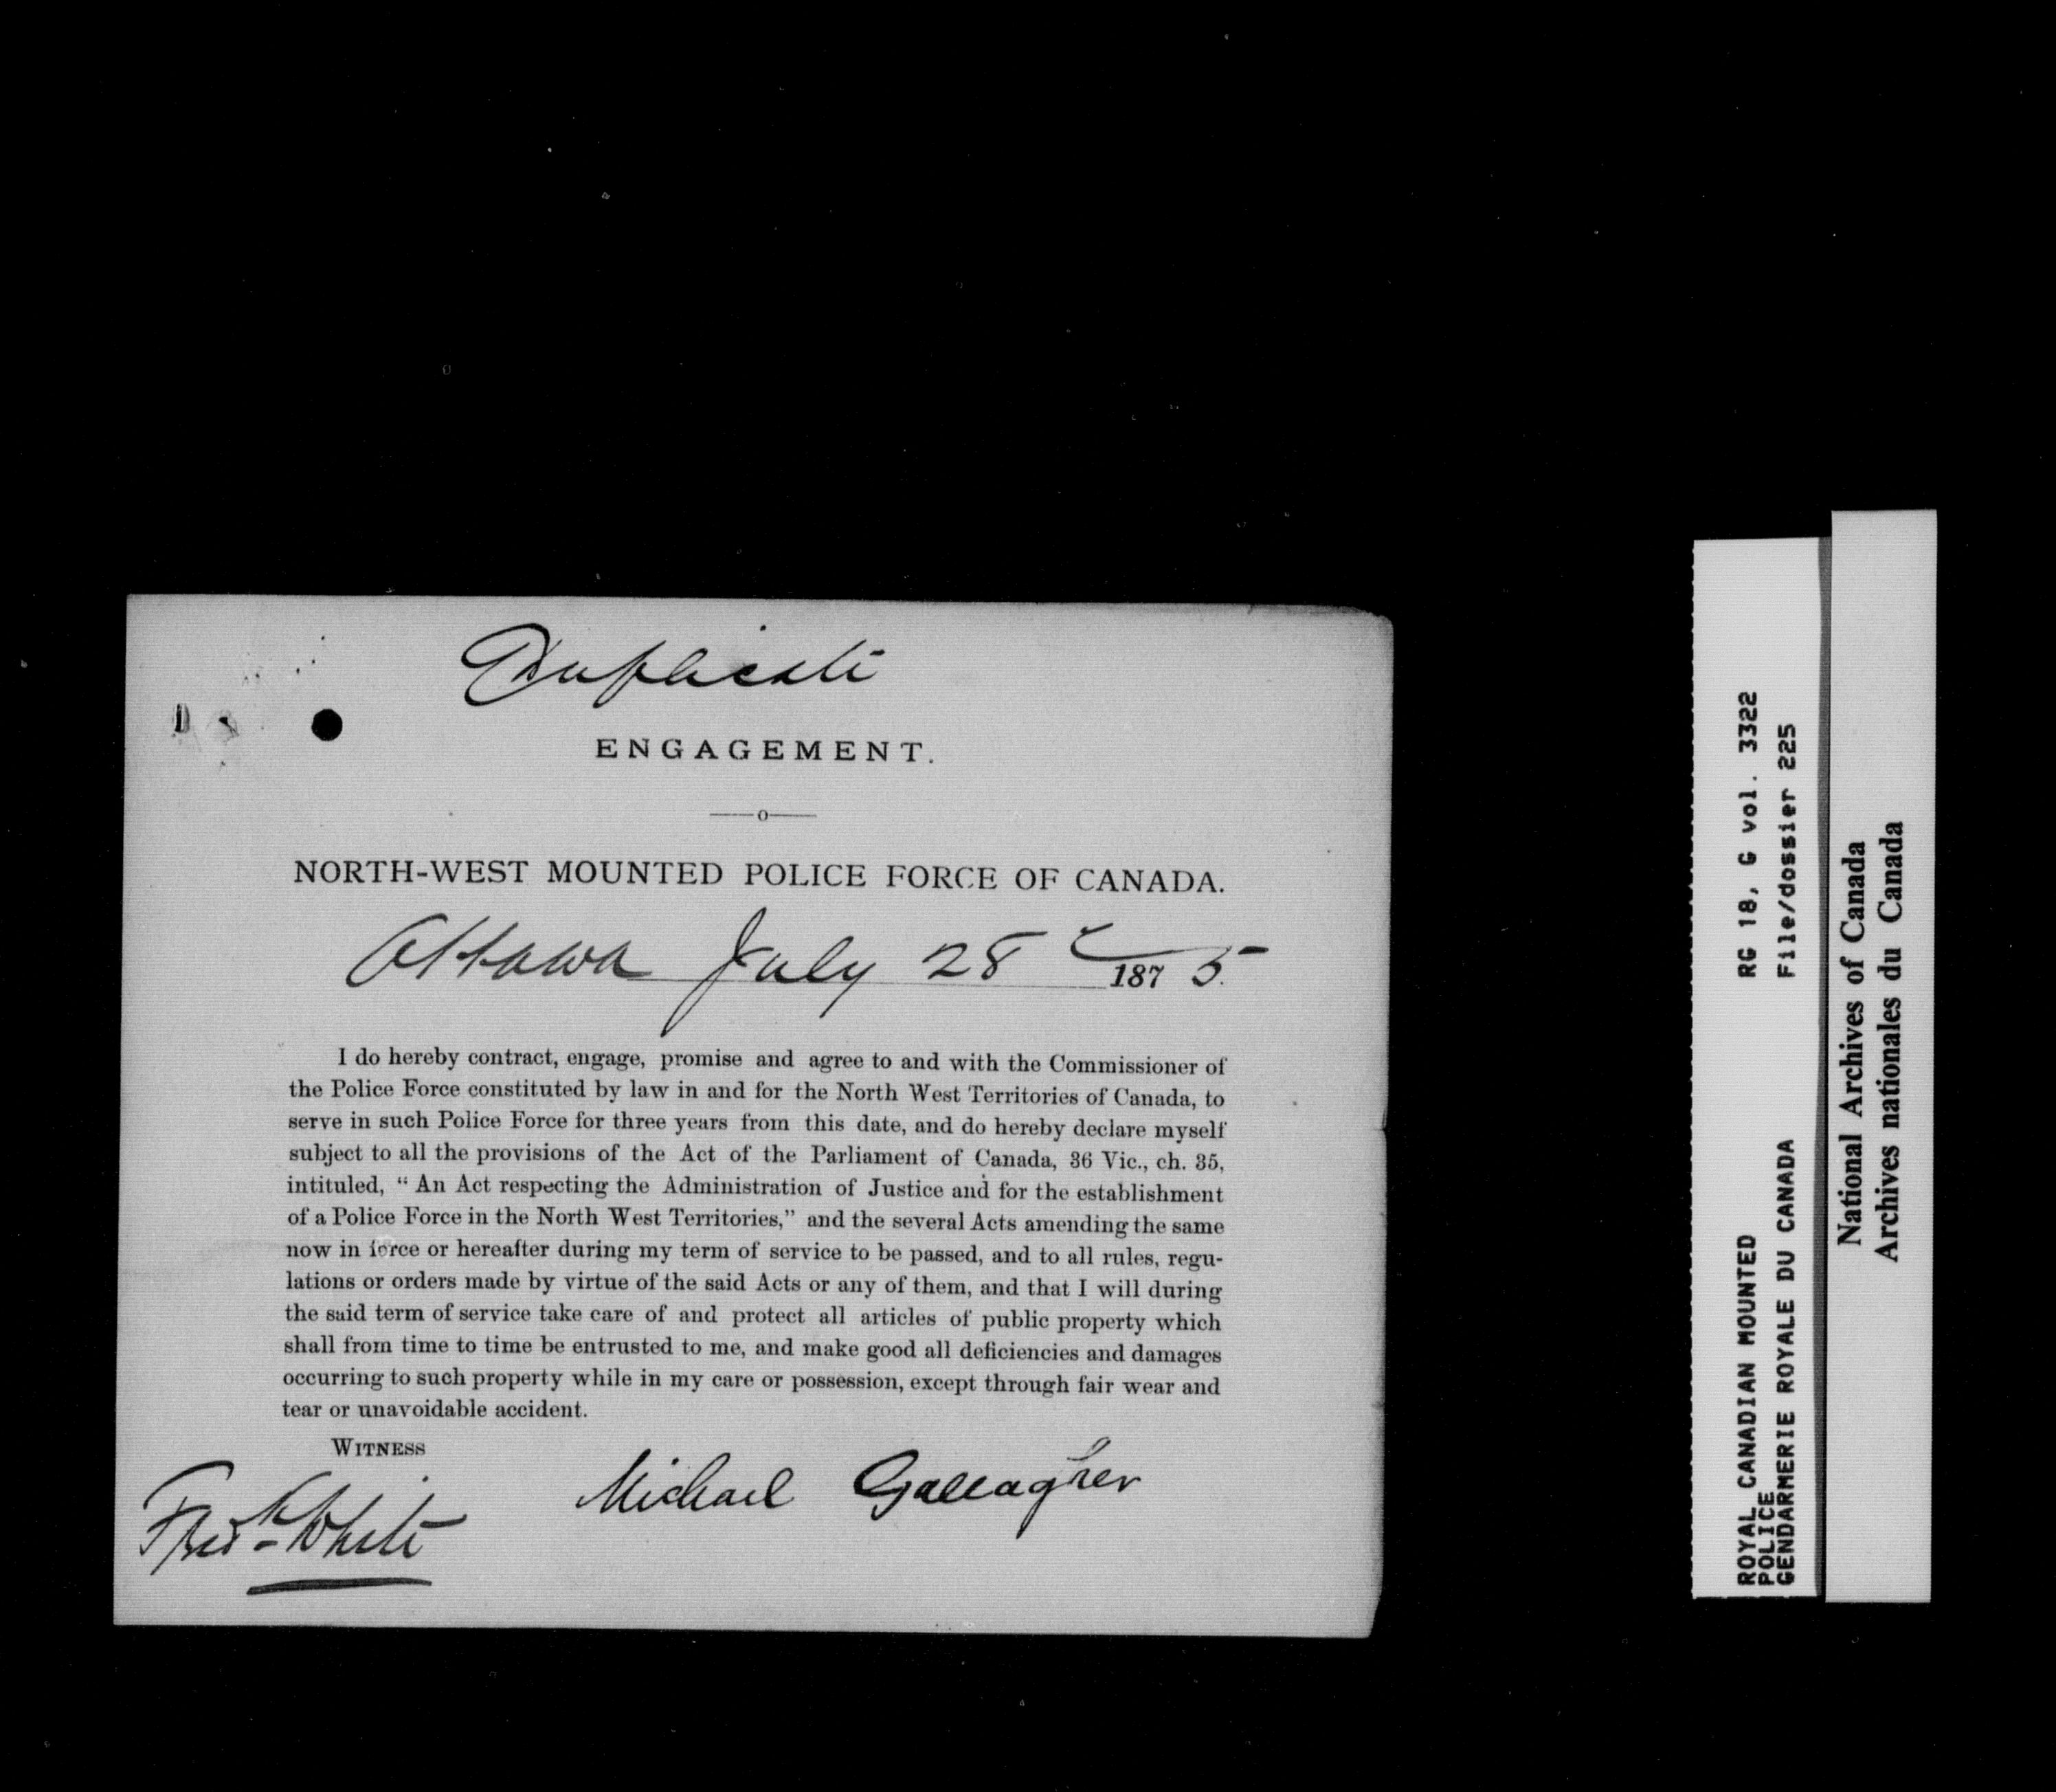 Duplicate
ENGAGEMENT.
—o—
NORTH-WEST MOUNTED POLICE FORCE OF CANADA.
Ottawa July 28 1875.
I do hereby contract, engage, promise and agree to and with the Commissioner of
the Police Force constituted by law in and for the North West Territories of Canada, to
serve in such Police Force for three years from this date, and do hereby declare myself
subject to all the provisions of the Act of the Parliament of Canada, 36 Vic., ch. 35,
intituled, “ An Act respecting the Administration of Justice and for the establishment
of a Police Force in the North West Territories,” and the several Acts amending the same
now in force or hereafter during my term of service to be passed, and to all rules, regu-
lations or orders made by virtue of the said Acts or any of them, and that I will during
the said term of service take care of and protect all articles of public property which
shall from time to time be entrusted to me, and make good all deficiencies and damages
occurring to such property while in my care or possession, except through fair wear and
tear or unavoidable accident.
WITNESS
Fredk White
Michael Gallagher
ROYAL CANADIAN MOUNTED RG 18, G vol. 3322
POLICE
GENDARMERIE ROYALE DU CANADA File/dossier 225
National Archives of Canada
Archives nationales du Canada